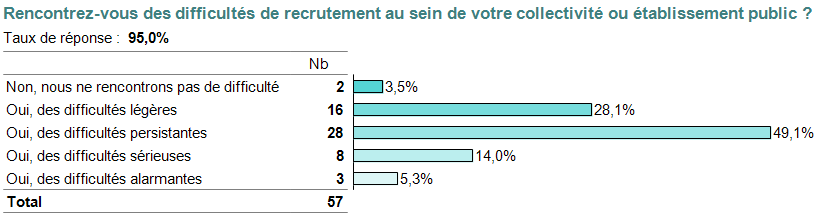 Rencontrez-vous des difficultés de recrutement au sein de votre collectivité ou établissement public ?
Taux de réponse : 95,0%
Nb
Non, nous ne rencontrons pas de difficulté 2 3,5%
Oui, des difficultés légères 16 28,1%
Oui, des difficultés persistantes 28 49,1%
Oui, des difficultés sérieuses 8 14,0%
Oui, des difficultés alarmantes 3 5,3%
Total 57